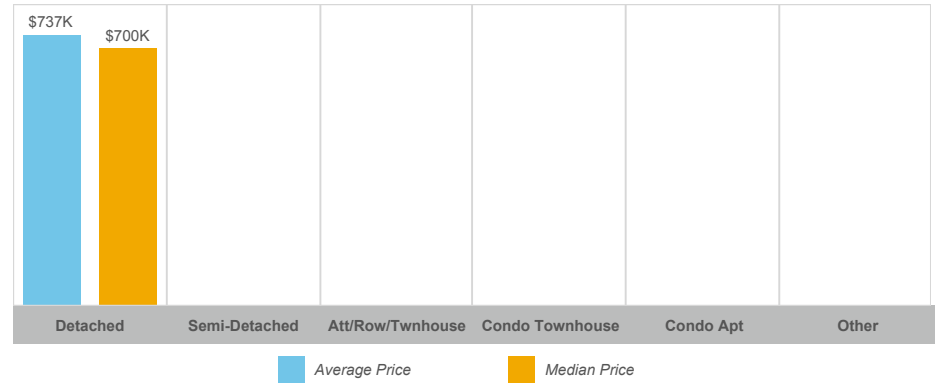 $737K
$700K
Detached Semi-Detached Att/Row/Twnhouse Condo Townhouse Condo Apt Other
Average Price Median Price